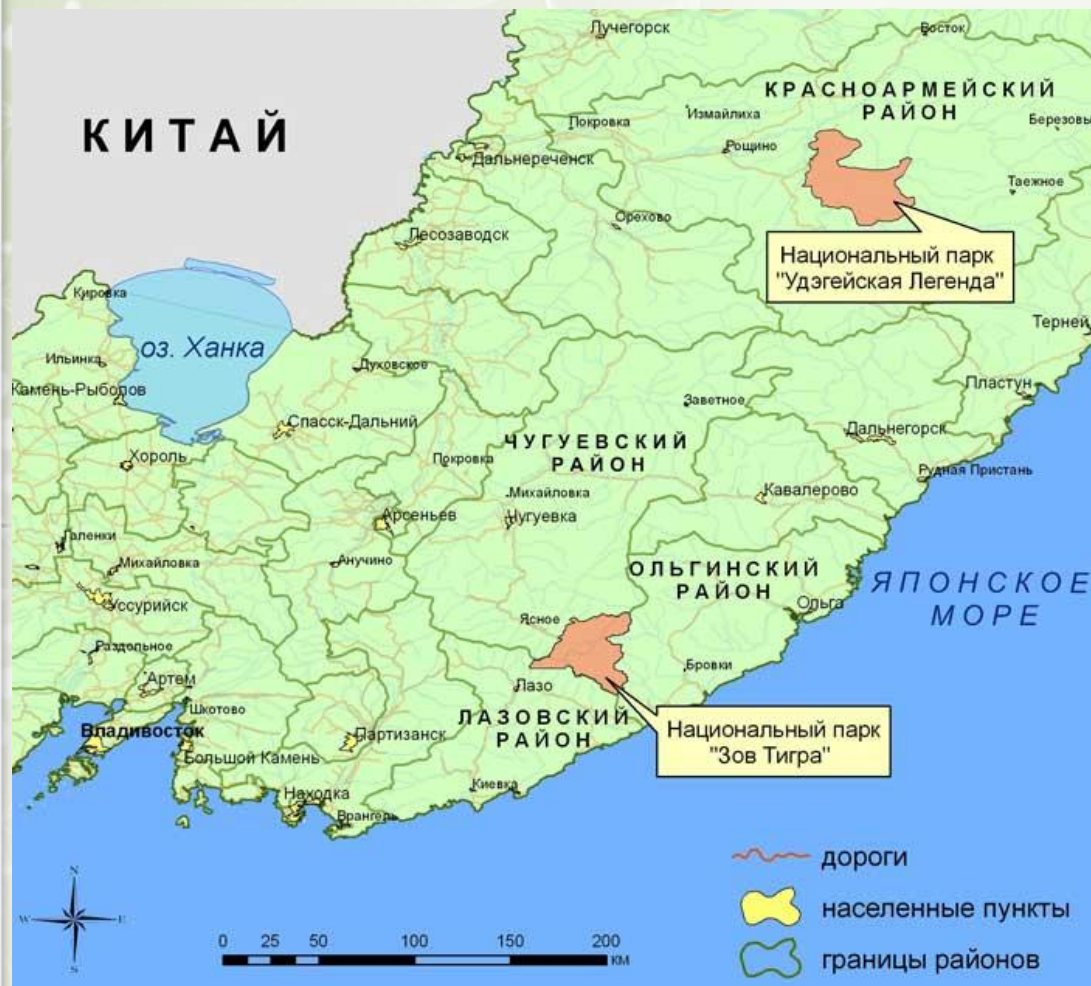 Лучегорск
Восток
КРАСНОАРМЕЙСКИЙ
РАЙОН
КИТАЙ
Измайлиха
Покровка
Березовы
Рощино
Дальнереченск
Таежное
Орехово
Лесозаводск
Национальный парк
"Удэгейская Легенда"
Кировка
Терней
оз. Ханка
Ильинка
Духовское
Камень-Рыболов
Пластун
Заветное
Спасск-Дальний
Дальнегорск
ЧУГУЕВСКИЙ
РАЙОН
Хороль
Покровка
Рудная Пристань
Михайловка
Кавалерово
Арсеньев
Чугуевка
Галенки
Михайловка
Анучино
ОЛЬГИНСКИЙ
РАЙОН
ЯПОНСКОЕ
МОРЕ
Уссурийск
Ольга
Ясное
Раздольное
Бровки
Артем
Лазо
Шкотово
ЛАЗОВСКИЙ
РАЙОН
Национальный парк
"Зов Тигра"
Владивосток
Партизанск
Большой Камень
Киевка
Находка
Врангель
дороги
населенные пункты
границы районов
N
W
E
S
0 25 50 100 150 200
КМ